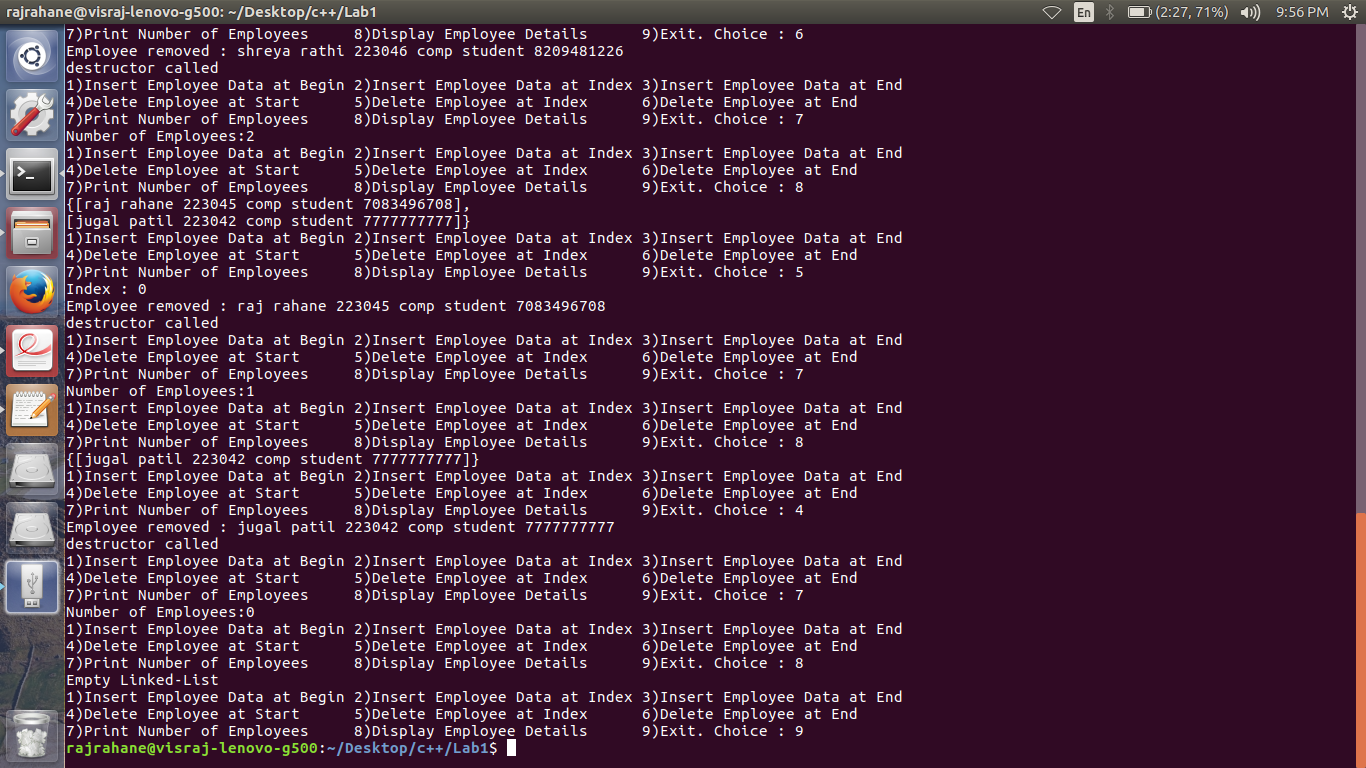 rajrahane@visraj-lenovo-g500: ~/Desktop/c++/Lab1 En (2:27, 71%) 9:56 PM
7)Print Number of Employees     8)Display Employee Details      9)Exit. Choice : 6
Employee removed : shreya rathi 223046 comp student 8209481226
destructor called
1)Insert Employee Data at Begin 2)Insert Employee Data at Index 3)Insert Employee Data at End
4)Delete Employee at Start      5)Delete Employee at Index      6)Delete Employee at End
7)Print Number of Employees     8)Display Employee Details      9)Exit. Choice : 7
Number of Employees:2
1)Insert Employee Data at Begin 2)Insert Employee Data at Index 3)Insert Employee Data at End
4)Delete Employee at Start      5)Delete Employee at Index      6)Delete Employee at End
7)Print Number of Employees     8)Display Employee Details      9)Exit. Choice : 8
{[raj rahane 223045 comp student 7083496708],
[jugal patil 223042 comp student 7777777777]}
1)Insert Employee Data at Begin 2)Insert Employee Data at Index 3)Insert Employee Data at End
4)Delete Employee at Start      5)Delete Employee at Index      6)Delete Employee at End
7)Print Number of Employees     8)Display Employee Details      9)Exit. Choice : 5
Index : 0
Employee removed : raj rahane 223045 comp student 7083496708
destructor called
1)Insert Employee Data at Begin 2)Insert Employee Data at Index 3)Insert Employee Data at End
4)Delete Employee at Start      5)Delete Employee at Index      6)Delete Employee at End
7)Print Number of Employees     8)Display Employee Details      9)Exit. Choice : 7
Number of Employees:1
1)Insert Employee Data at Begin 2)Insert Employee Data at Index 3)Insert Employee Data at End
4)Delete Employee at Start      5)Delete Employee at Index      6)Delete Employee at End
7)Print Number of Employees     8)Display Employee Details      9)Exit. Choice : 8
{[jugal patil 223042 comp student 7777777777]}
1)Insert Employee Data at Begin 2)Insert Employee Data at Index 3)Insert Employee Data at End
4)Delete Employee at Start      5)Delete Employee at Index      6)Delete Employee at End
7)Print Number of Employees     8)Display Employee Details      9)Exit. Choice : 4
Employee removed : jugal patil 223042 comp student 7777777777
destructor called
1)Insert Employee Data at Begin 2)Insert Employee Data at Index 3)Insert Employee Data at End
4)Delete Employee at Start      5)Delete Employee at Index      6)Delete Employee at End
7)Print Number of Employees     8)Display Employee Details      9)Exit. Choice : 7
Number of Employees:0
1)Insert Employee Data at Begin 2)Insert Employee Data at Index 3)Insert Employee Data at End
4)Delete Employee at Start      5)Delete Employee at Index      6)Delete Employee at End
7)Print Number of Employees     8)Display Employee Details      9)Exit. Choice : 8
Empty Linked-List
1)Insert Employee Data at Begin 2)Insert Employee Data at Index 3)Insert Employee Data at End
4)Delete Employee at Start      5)Delete Employee at Index      6)Delete Employee at End
7)Print Number of Employees     8)Display Employee Details      9)Exit. Choice : 9
rajrahane@visraj-lenovo-g500:~/Desktop/c++/Lab1$